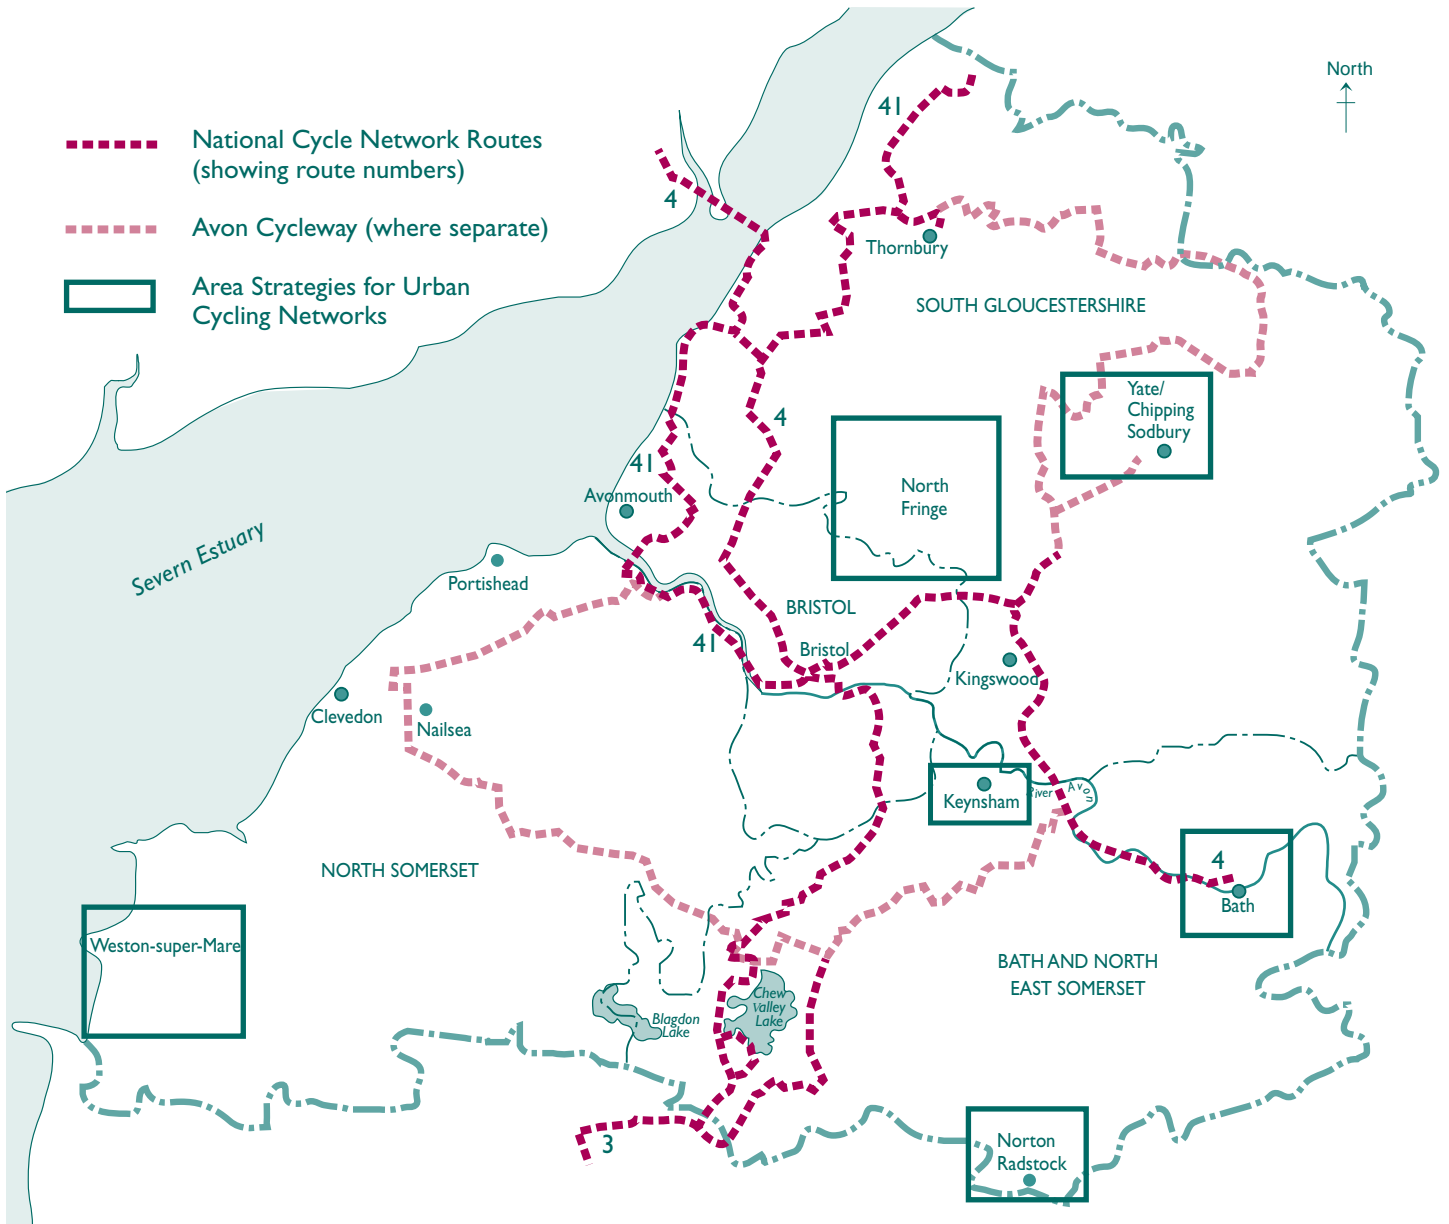 North
41
National Cycle Network Routes
(showing route numbers)
4
Avon Cycleway (where separate)
Thornbury
Area Strategies for Urban
Cycling Networks
SOUTH GLOUCESTERSHIRE
Yate/
Chipping
Sodbury
4
41
Avonmouth
North
Fringe
Severn Estuary
Portishead
BRISTOL
41
Bristol
Kingswood
Clevedon
Nailsea
Keynsham
River Avon
NORTH SOMERSET
4
Bath
Weston-super-Mare
BATH AND NORTH
EAST SOMERSET
Chew
Valley
Lake
Blagdon
Lake
3
Norton
Radstock